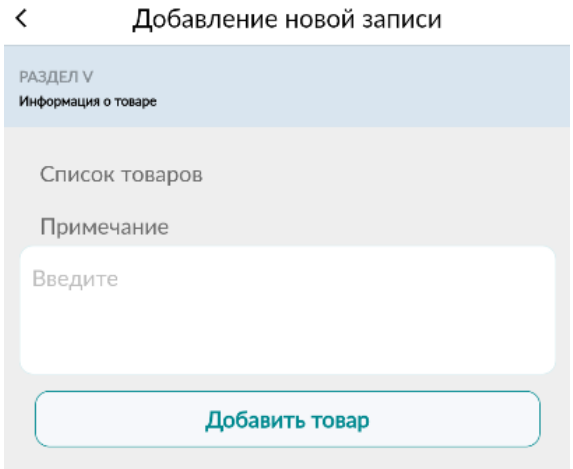 Добавление новой записи
РАЗДЕЛ V
Информация о товаре
Список товаров
Примечание
Введите
Добавить товар